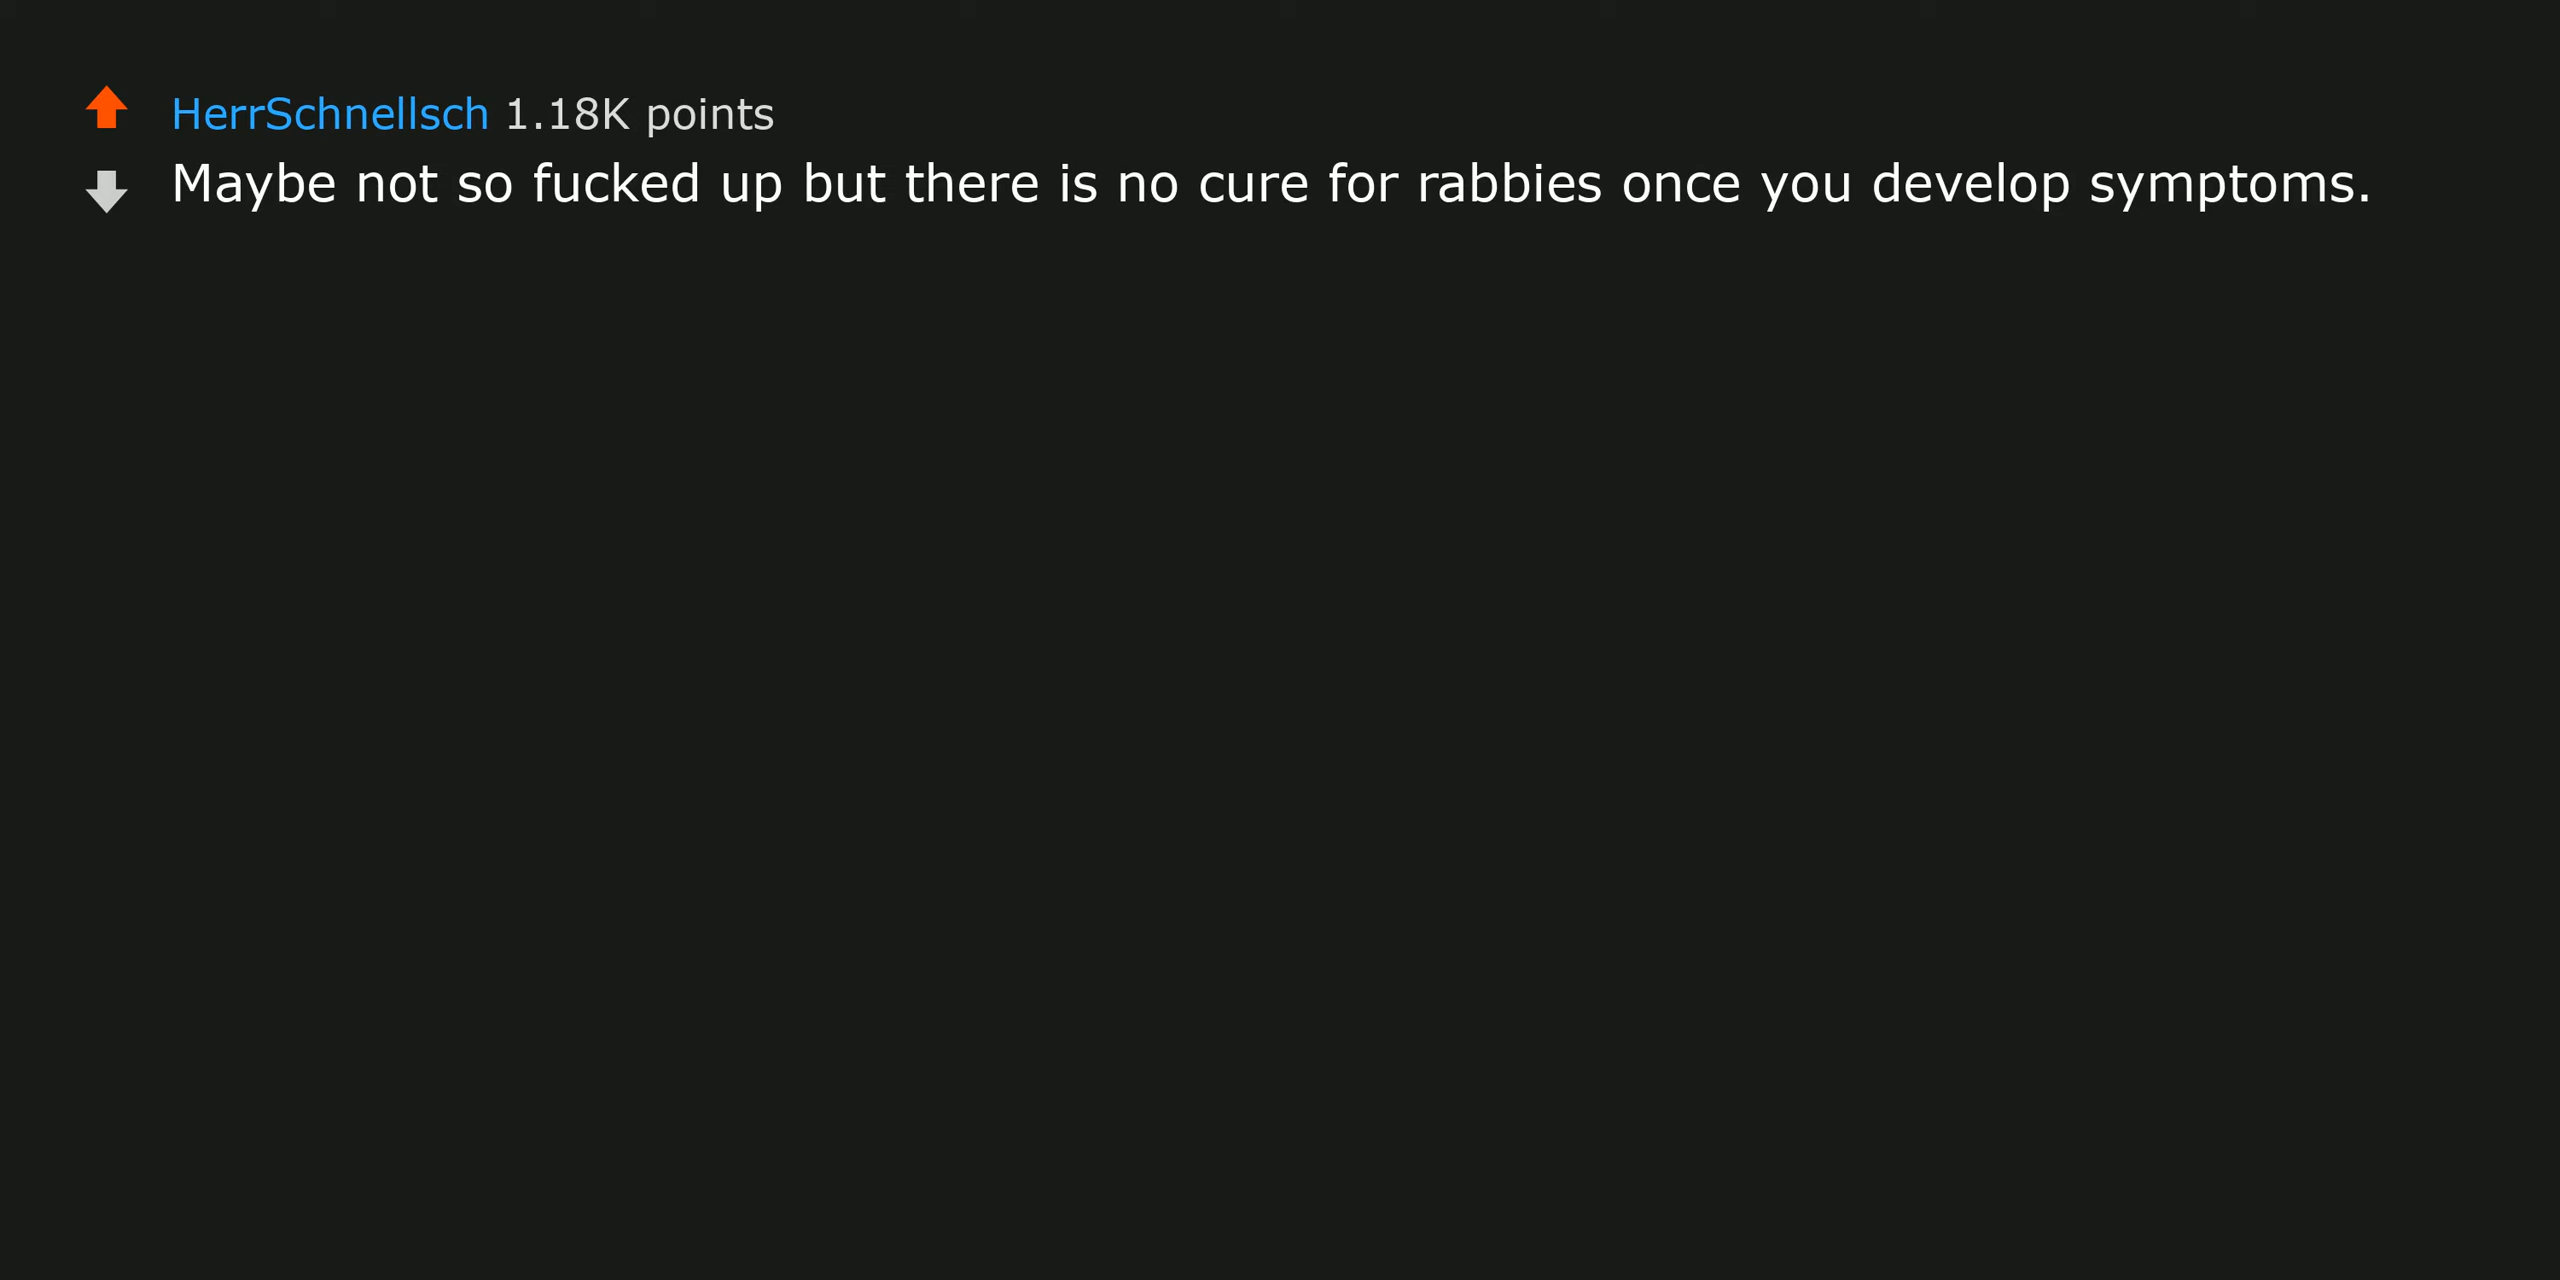 HerrSchnellsch 1.18K points
Maybe not so fucked up but there is no cure for rabbies once you develop symptoms.